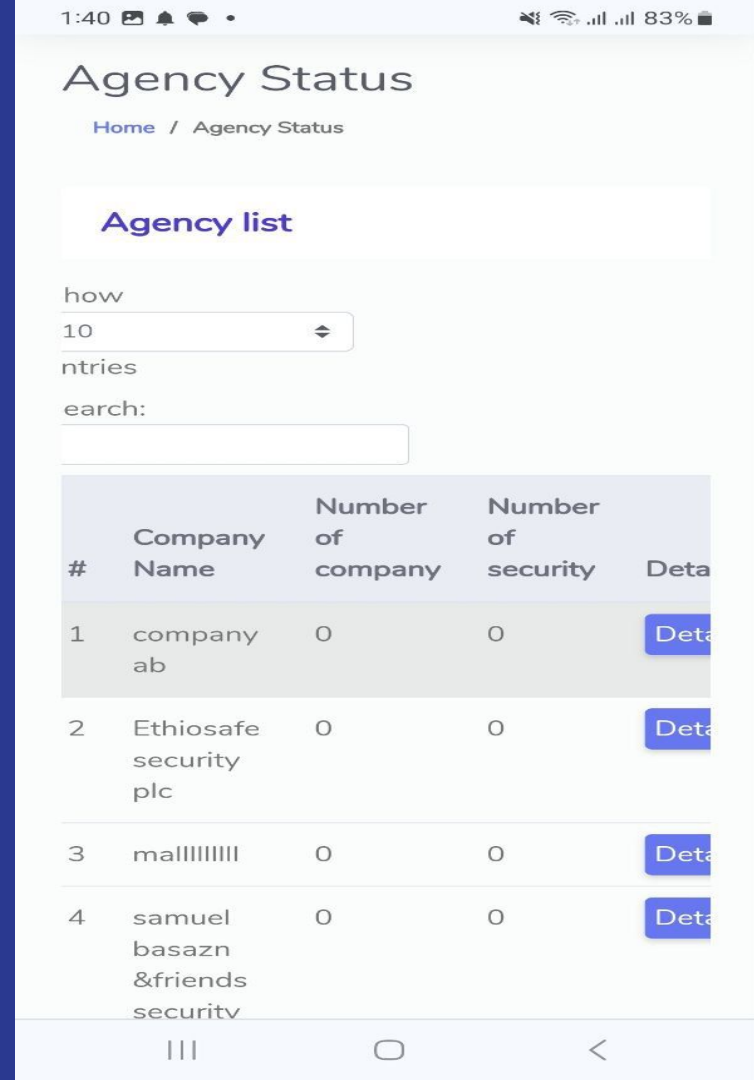 1:40 83%
Agency Status
Home / Agency Status
Agency list
how
10
ntries
earch:
# Company Name Number of company Number of security Deta
1 company ab 0 0 Deta
2 Ethiosafe security plc 0 0 Deta
3 0 0 Deta
4 samuel basazn &friends security 0 0 Deta